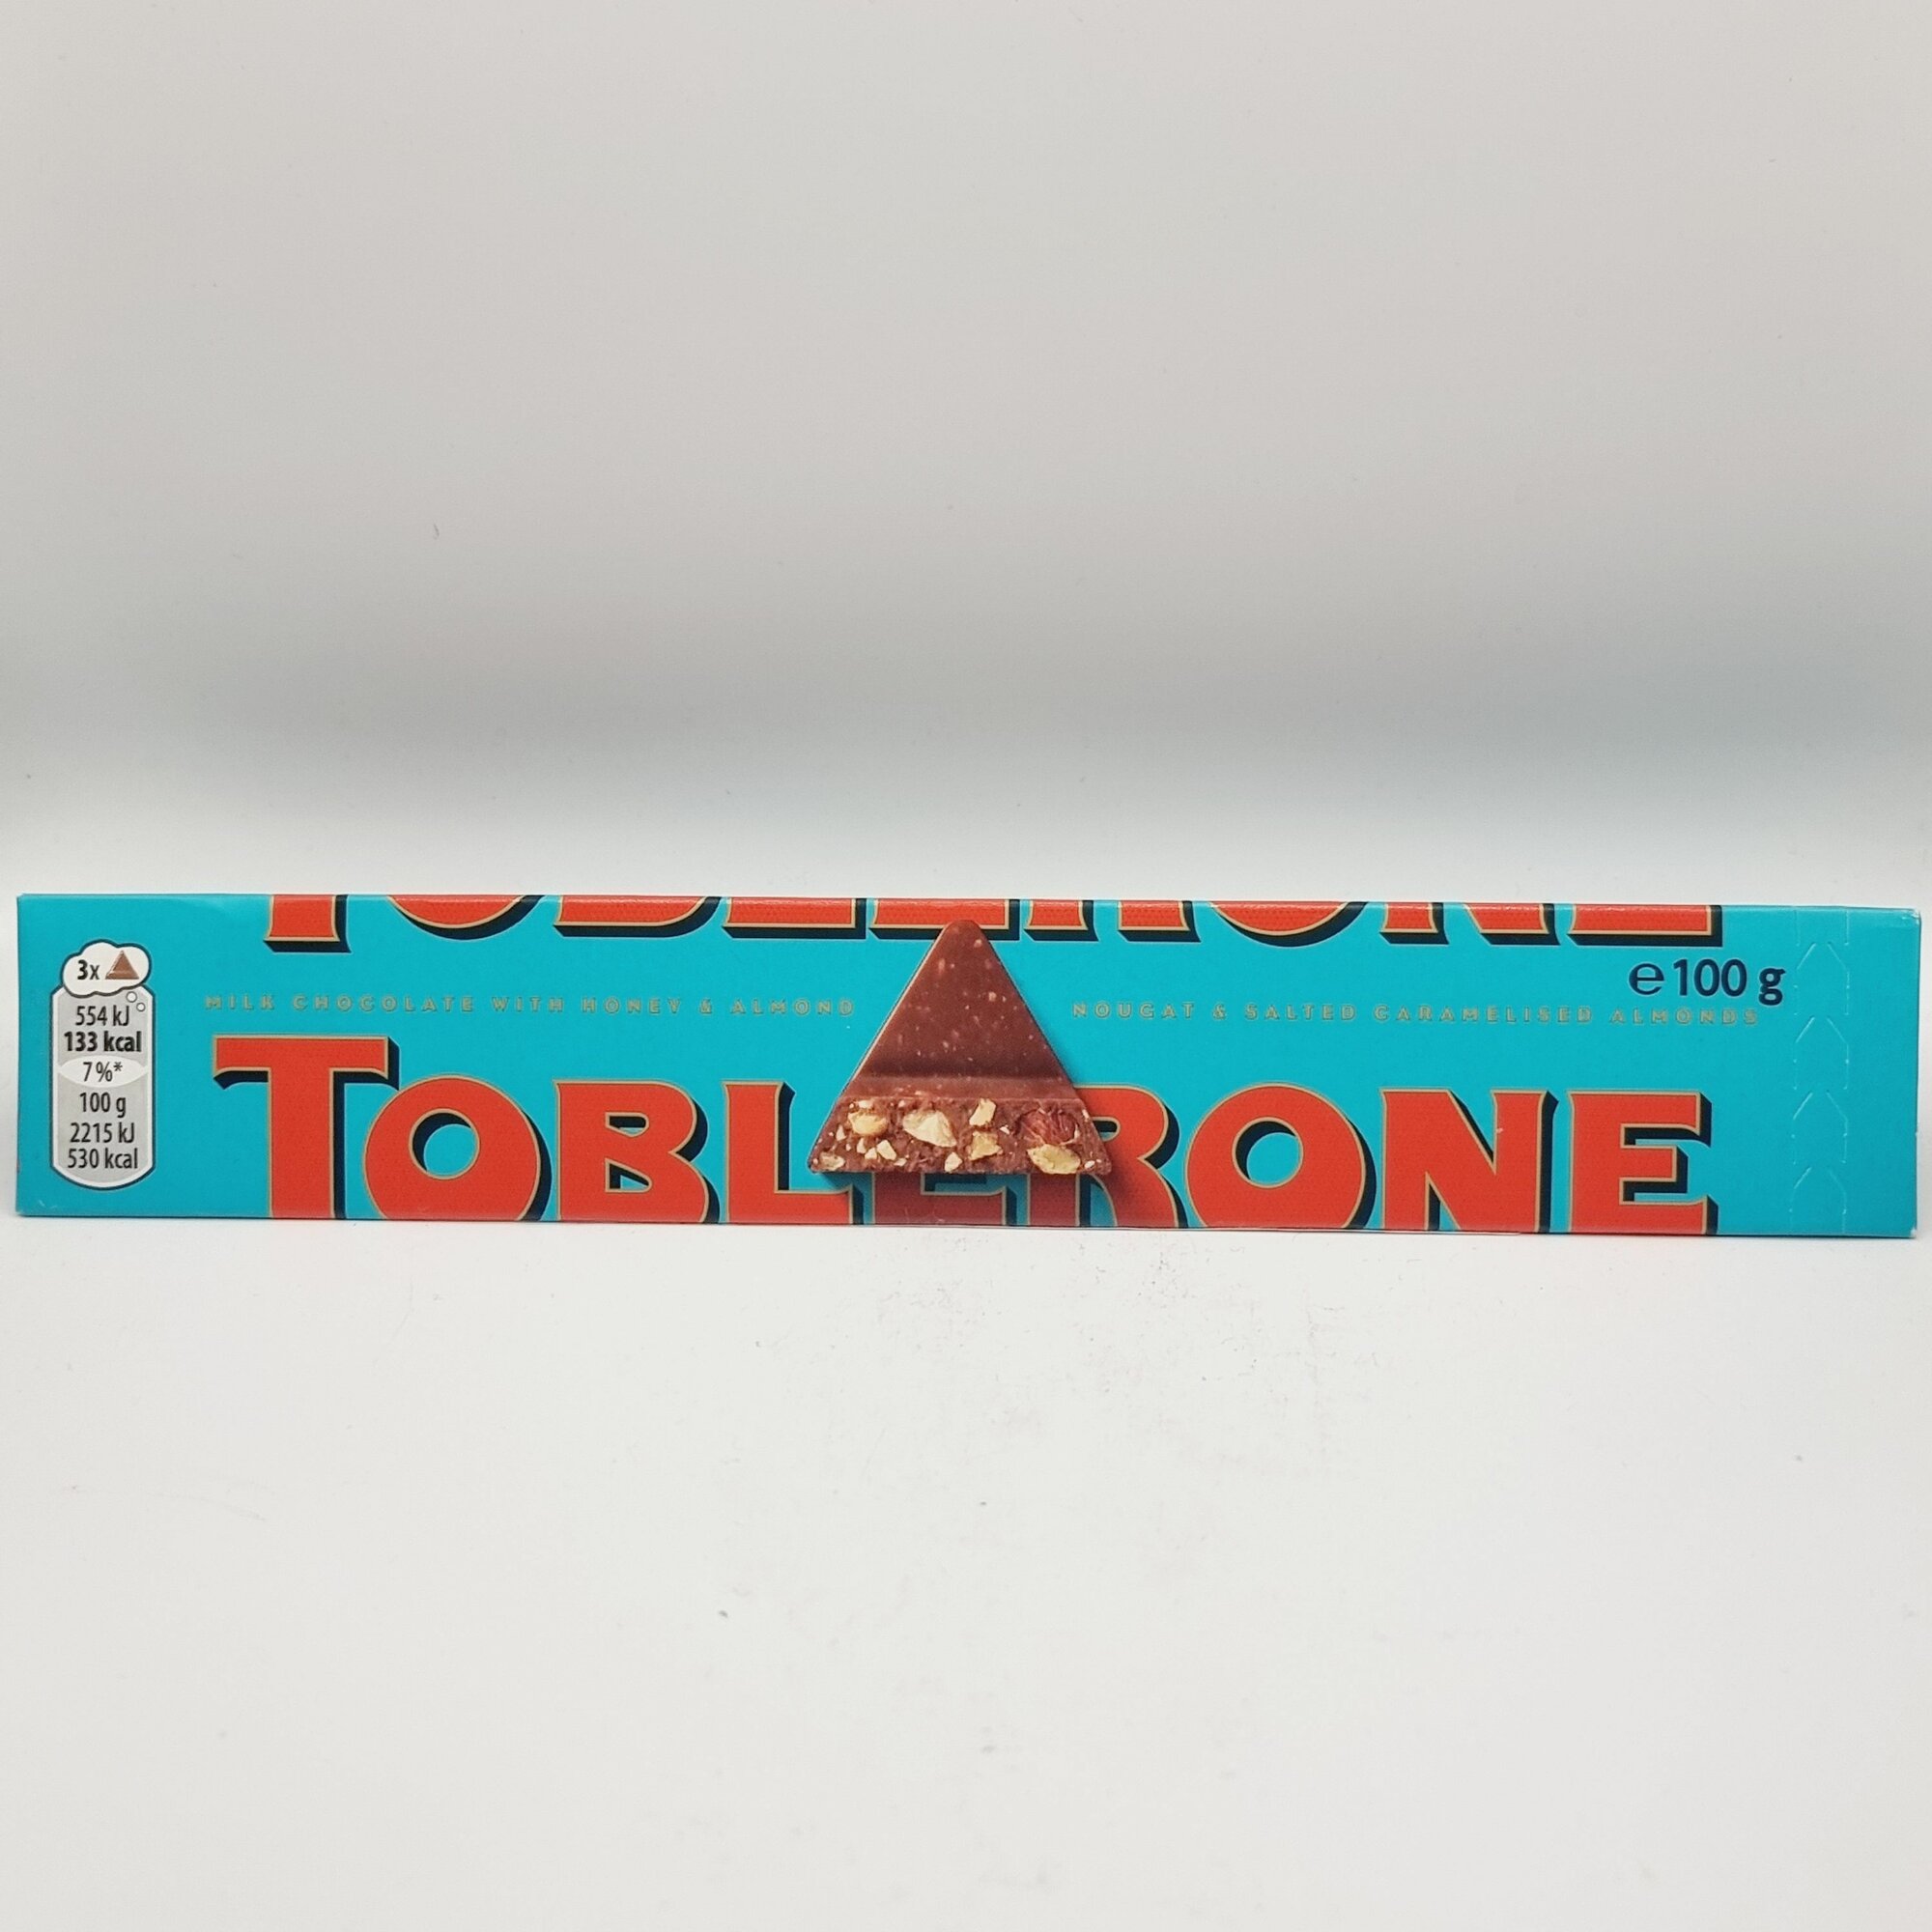 TOBLERONE
3x
554 kJ
133 kcal
7%*
100 g
2215 kJ
530 kcal
MILK CHOCOLATE WITH HONEY & ALMOND NOUGAT & SALTED CARAMELISED ALMONDS
e 100 g
TOBLERONE